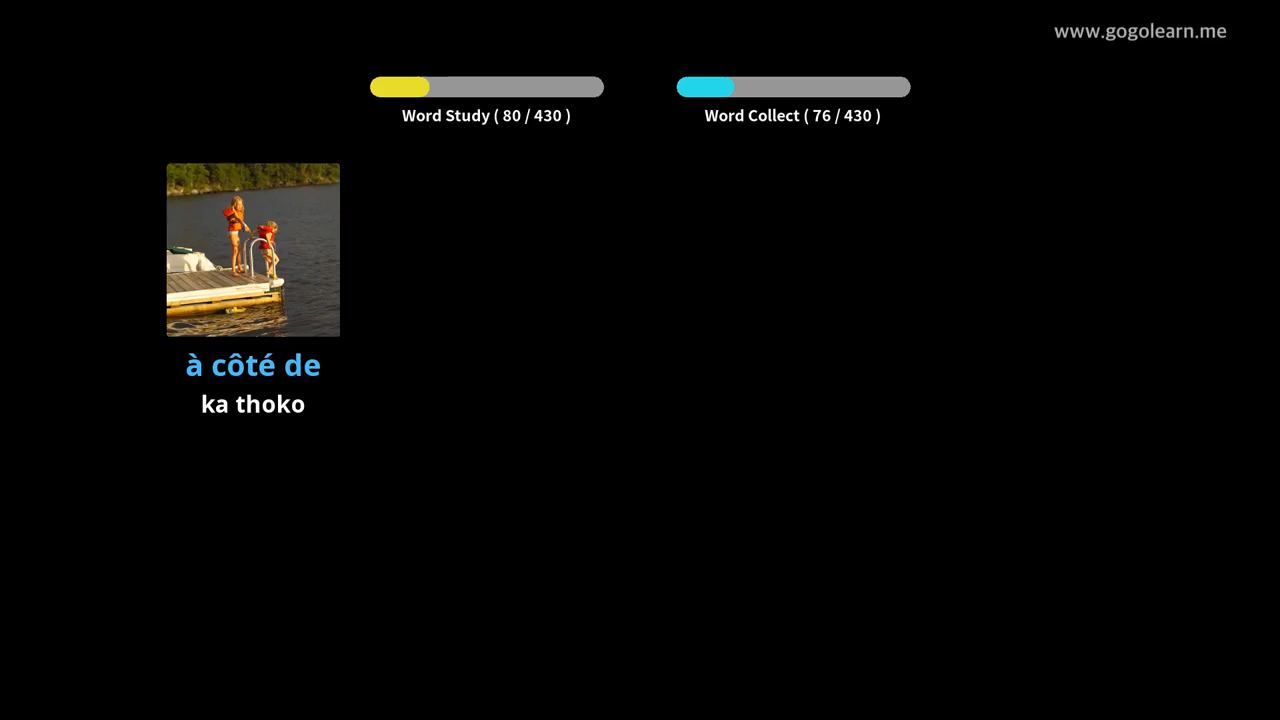 www.gogolearn.me
Word Study ( 80 / 430 )
Word Collect ( 76 / 430 )
à côté de
ka thoko